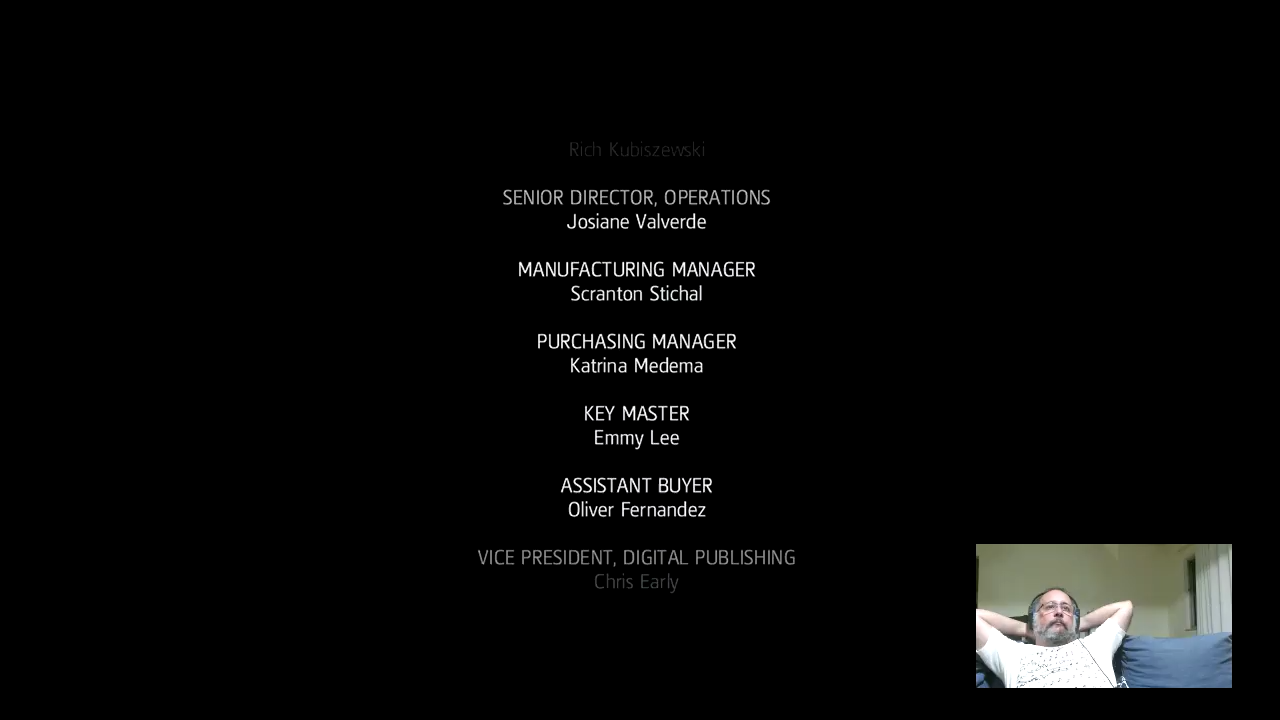 Rich Kubiszewski
SENIOR DIRECTOR, OPERATIONS
Josiane Valverde
MANUFACTURING MANAGER
Scranton Stichal
PURCHASING MANAGER
Katrina Medema
KEY MASTER
Emmy Lee
ASSISTANT BUYER
Oliver Fernandez
VICE PRESIDENT, DIGITAL PUBLISHING
Chris Early